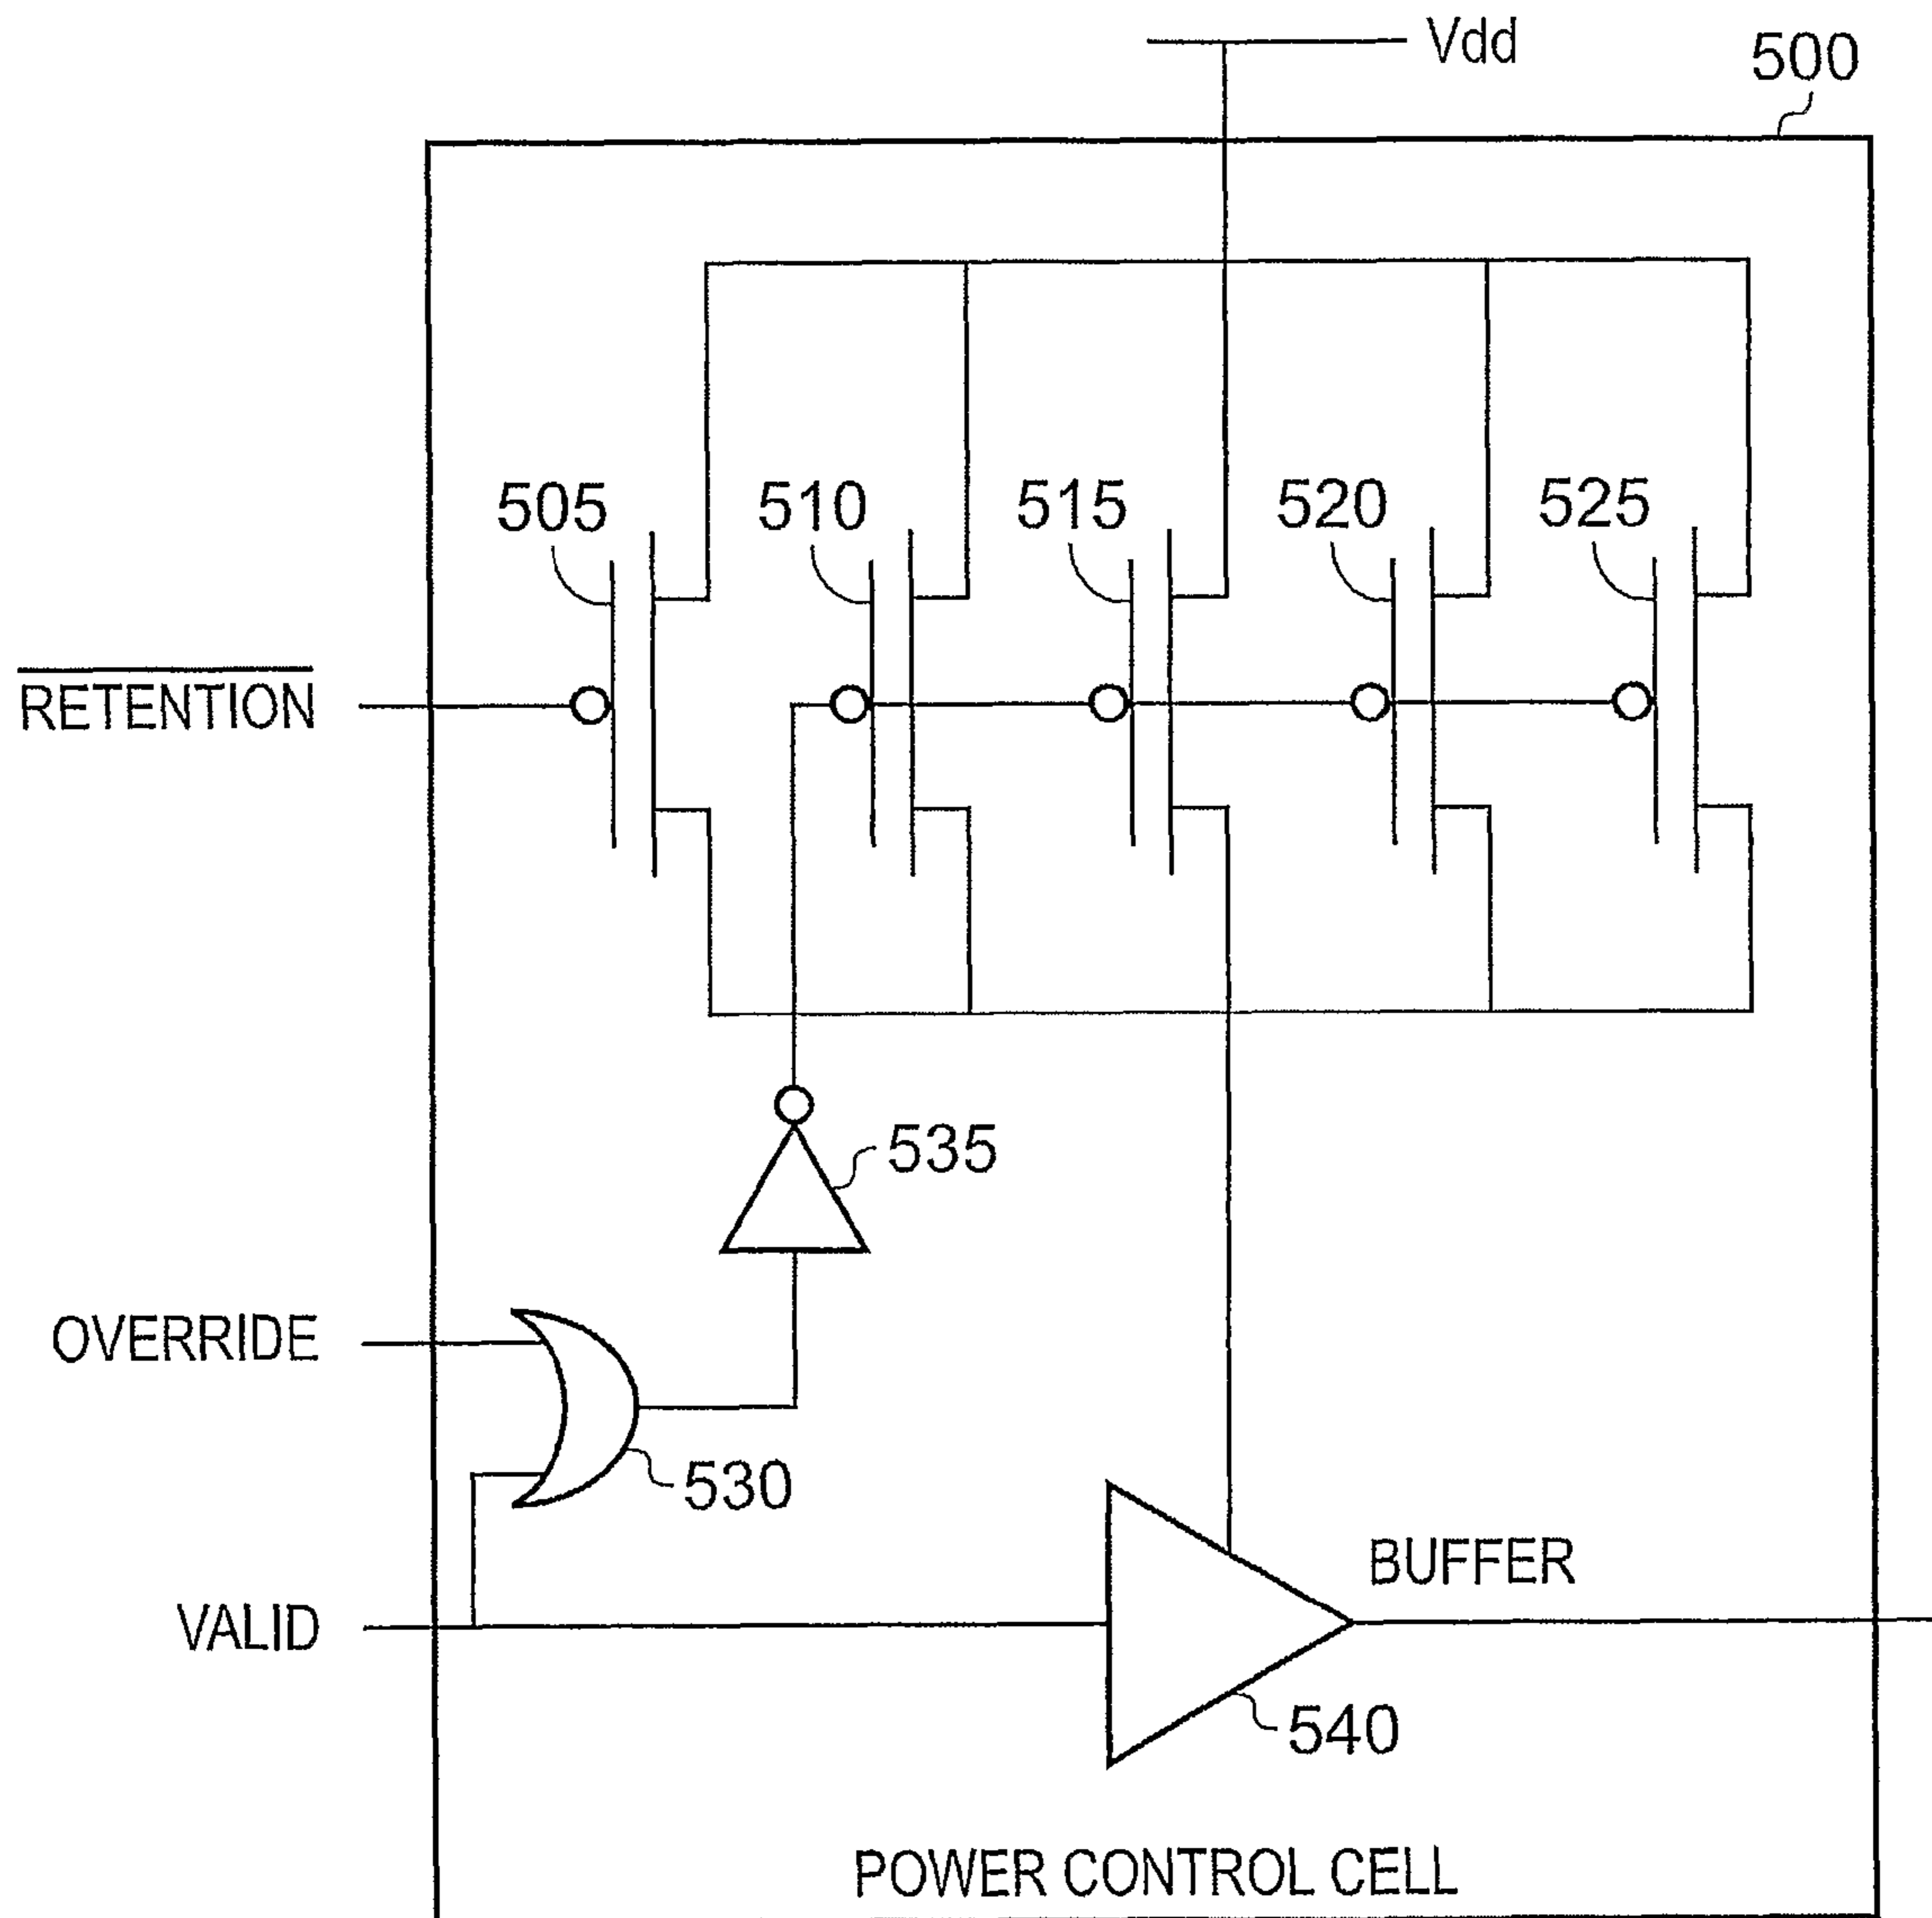 Vdd
500
505
510
515
520
525
RETENTION
535
OVERRIDE
530
BUFFER
VALID
540
POWER CONTROL CELL